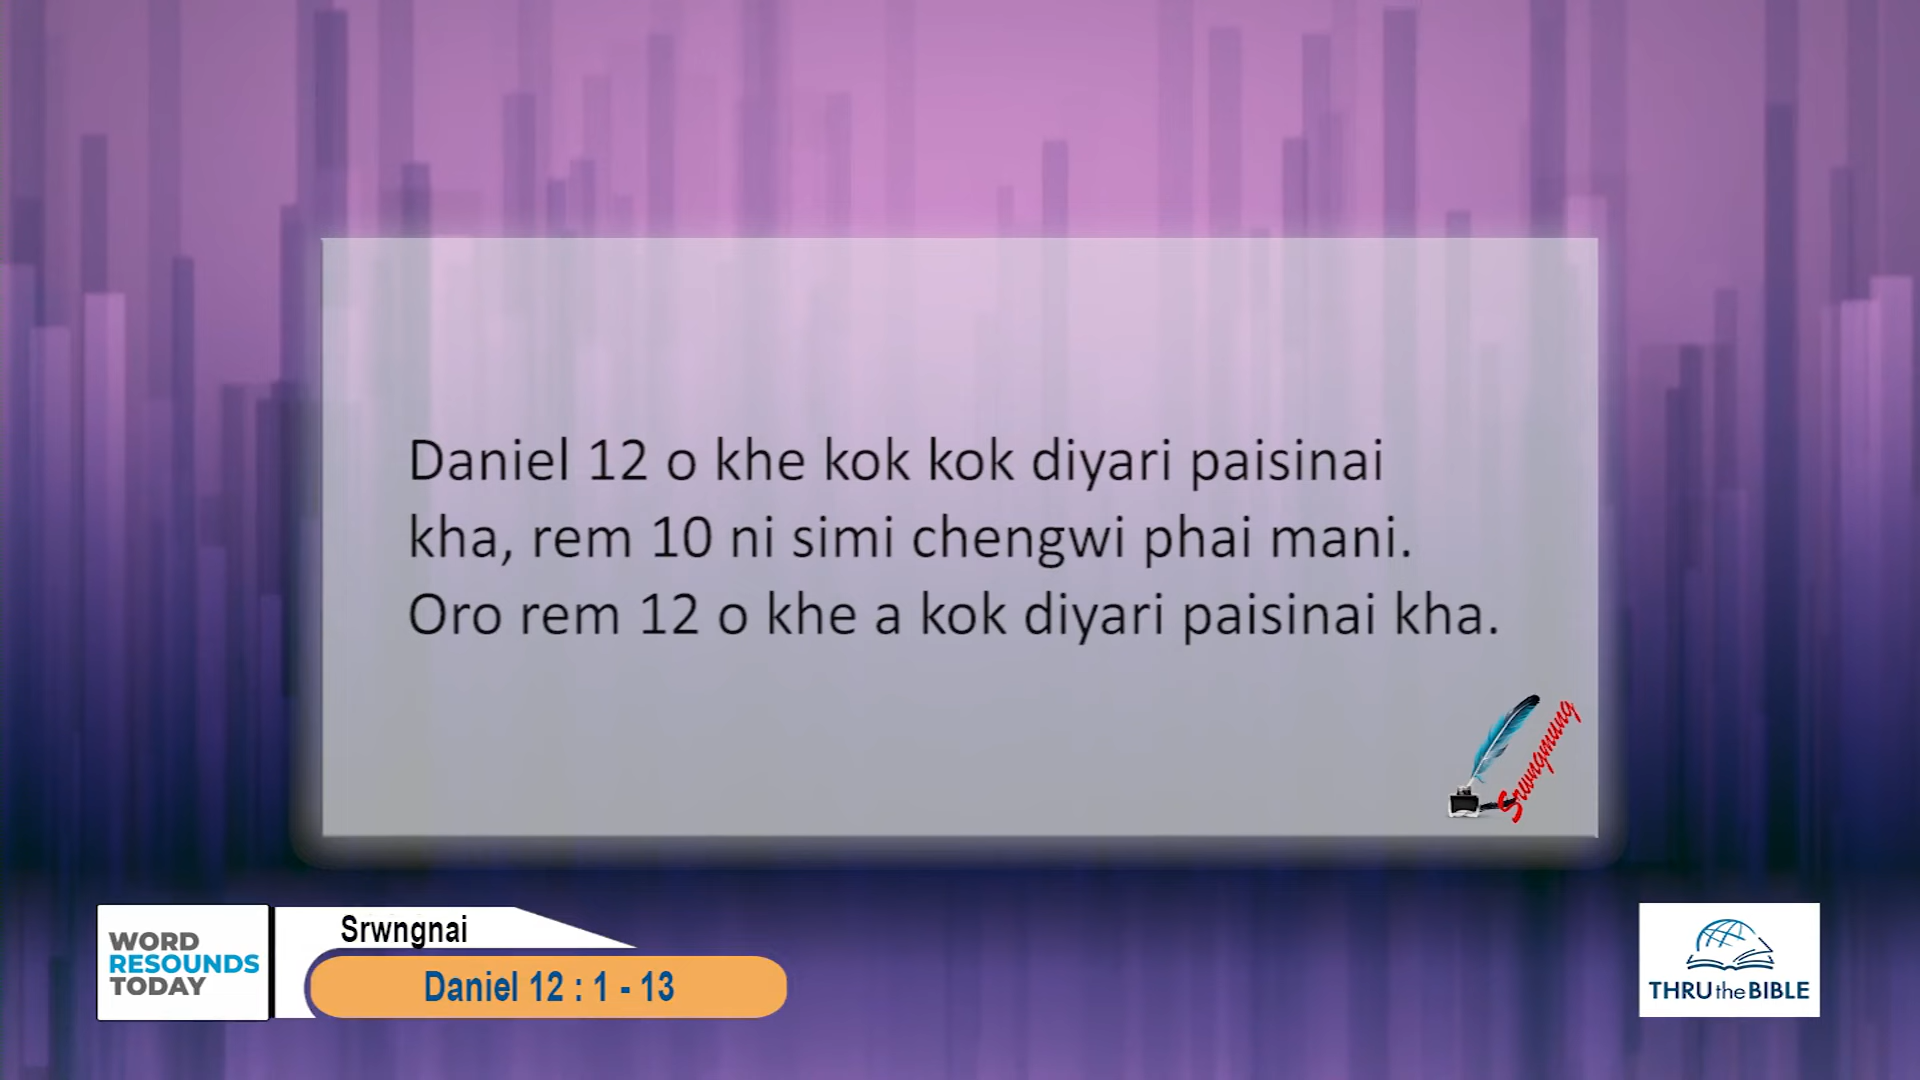 Daniel 12 o khe kok kok diyari paisinai
kha, rem 10 ni simi chengwi phai mani.
Oro rem 12 o khe a kok diyari paisinai kha.
Srwngmung
WORD
RESOUNDS
TODAY
Srwngnai
Daniel 12 : 1 - 13
THRU the BIBLE